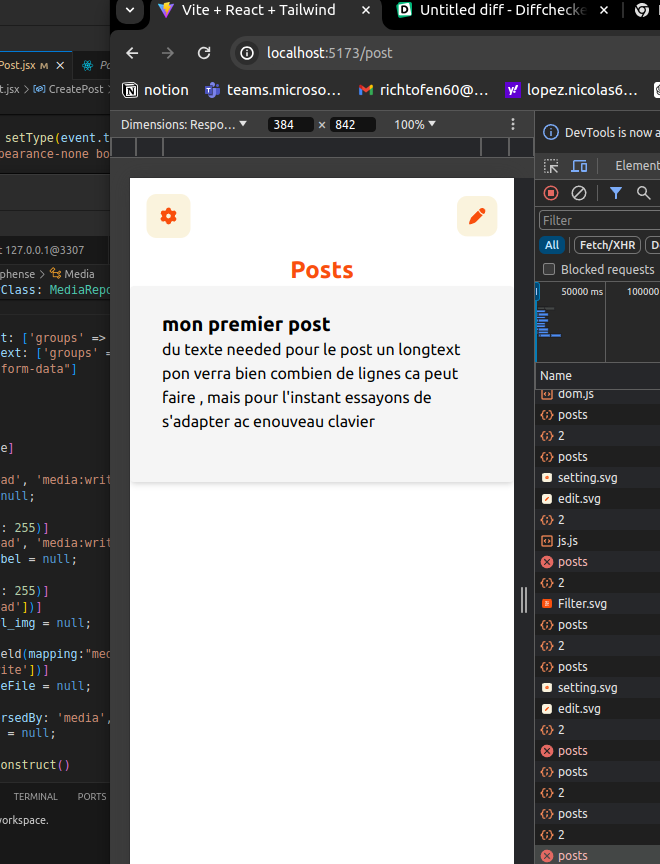 Vite + React + Tailwind
Untitled diff - Diffchecke
Post.jsx M
Po
t.jsx > CreatePost >
localhost:5173/post
notion
teams.microso...
richtofen60@...
lopez.nicolas6...
setType(event.t
pearance-none bo
Dimensions: Respo...
384 × 842
100%
DevTools is now a
Element
Filter
All
Fetch/XHR
D
Blocked requests
50000 ms
100000
Name
dom.js
posts
2
posts
setting.svg
edit.svg
2
js.js
posts
2
Filter.svg
posts
2
posts
setting.svg
edit.svg
2
posts
posts
2
posts
2
posts
: 127.0.0.1@3307
phense > Media
Class: MediaRepo
t: ['groups' =>
ext: ['groups' =
form-data"]
e]
ad', 'media:writ
null;
: 255)]
ad', 'media:writ
bel = null;
: 255)]
ad'])]
l_img = null;
eld(mapping:"med
ite'])]
eFile = null;
rsedBy: 'media',
= null;
onstruct()
TERMINAL
PORTS
orkspace.
Posts
mon premier post
du texte needed pour le post un longtext
pon verra bien combien de lignes ca peut
faire , mais pour l'instant essayons de
s'adapter ac enouveau clavier